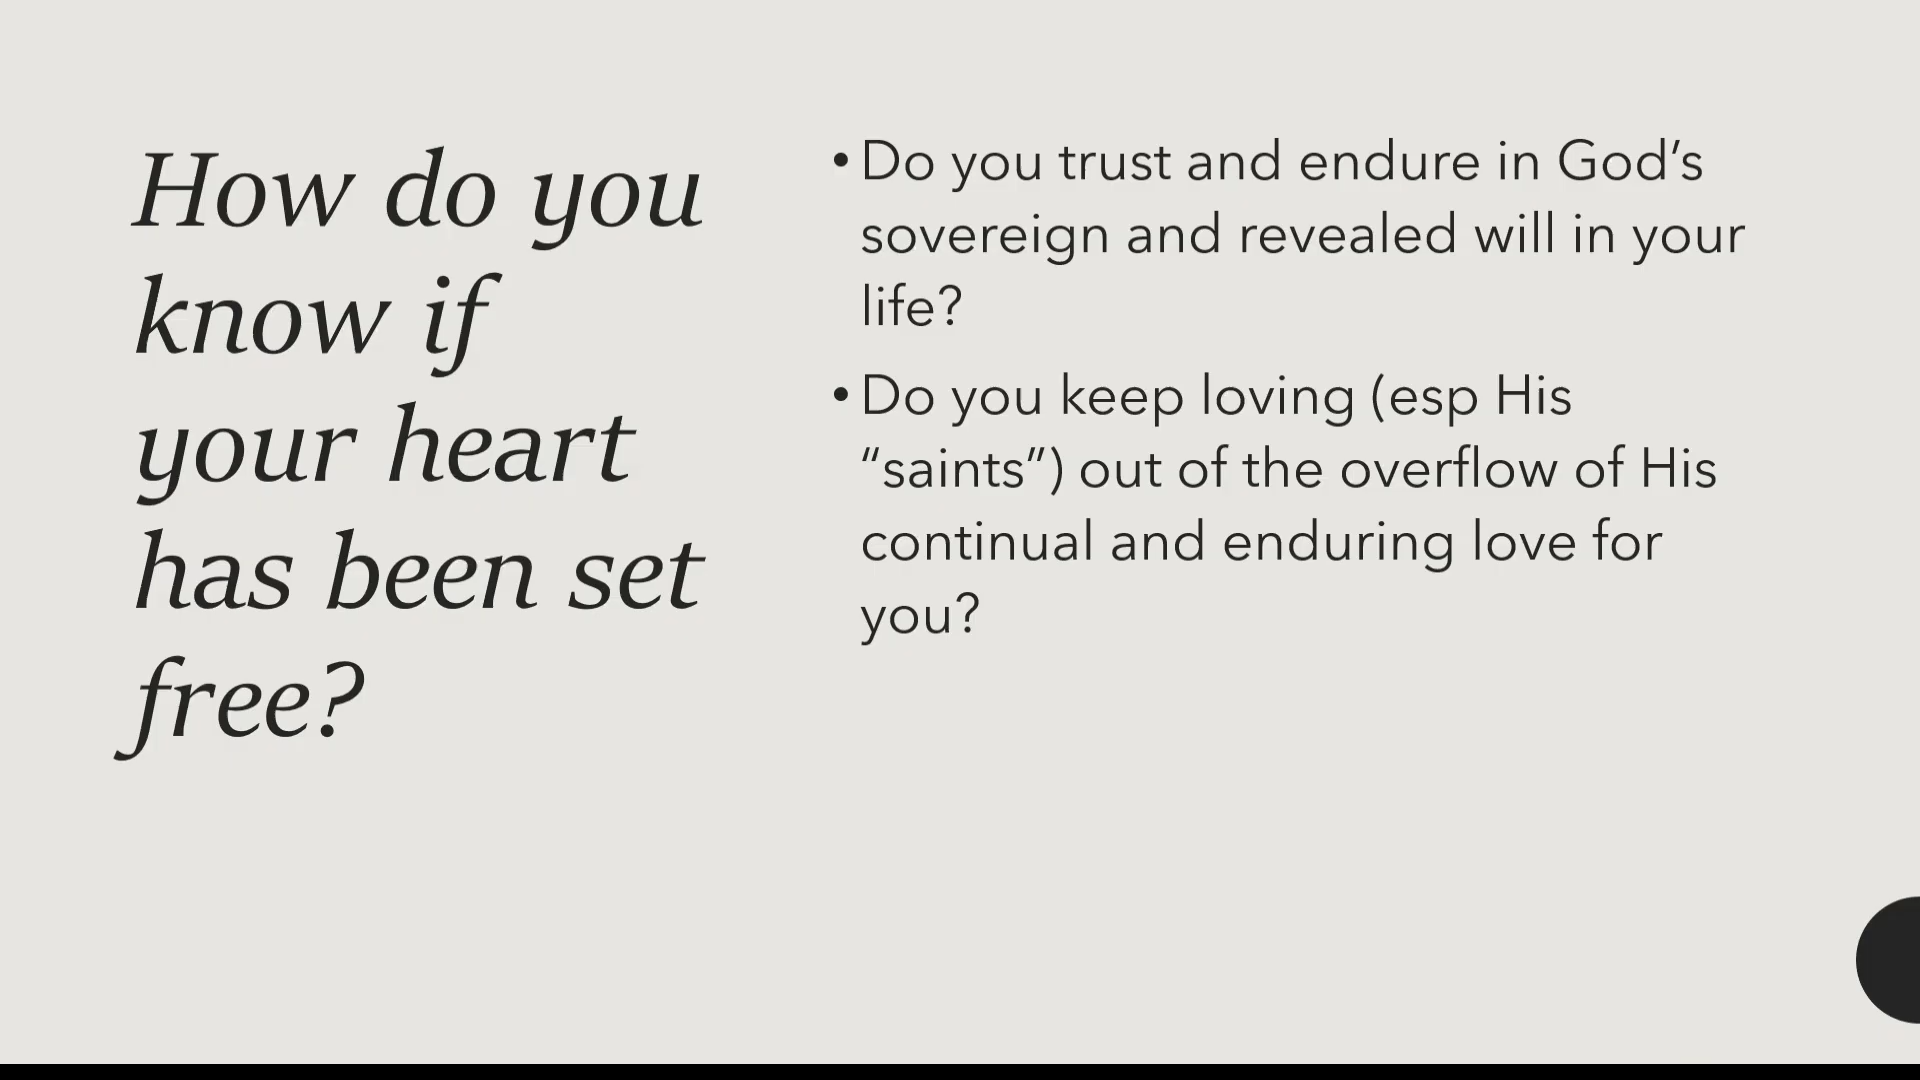 How do you
know if
your heart
has been set
free?
• Do you trust and endure in God’s
sovereign and revealed will in your
life?
• Do you keep loving (esp His
“saints”) out of the overflow of His
continual and enduring love for
you?